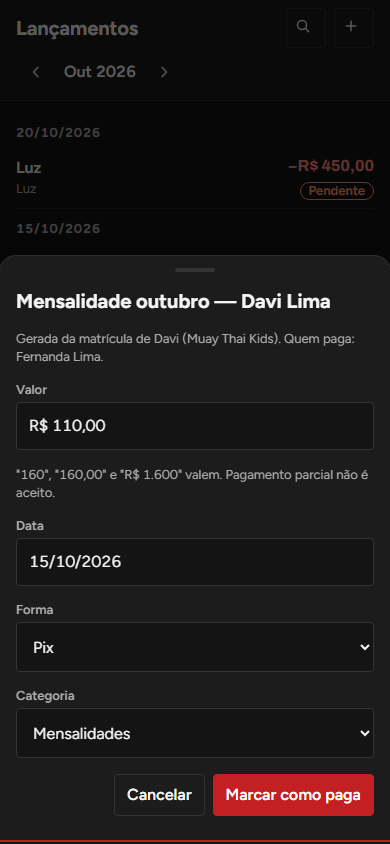 Lançamentos
Out 2026
20/10/2026
Luz
–R$ 450,00
Luz
Pendente
15/10/2026
Mensalidade outubro — Davi Lima
Gerada da matrícula de Davi (Muay Thai Kids). Quem paga:
Fernanda Lima.
Valor
R$ 110,00
"160", "160,00" e "R$ 1.600" valem. Pagamento parcial não é
aceito.
Data
15/10/2026
Forma
Pix
Categoria
Mensalidades
Cancelar
Marcar como paga